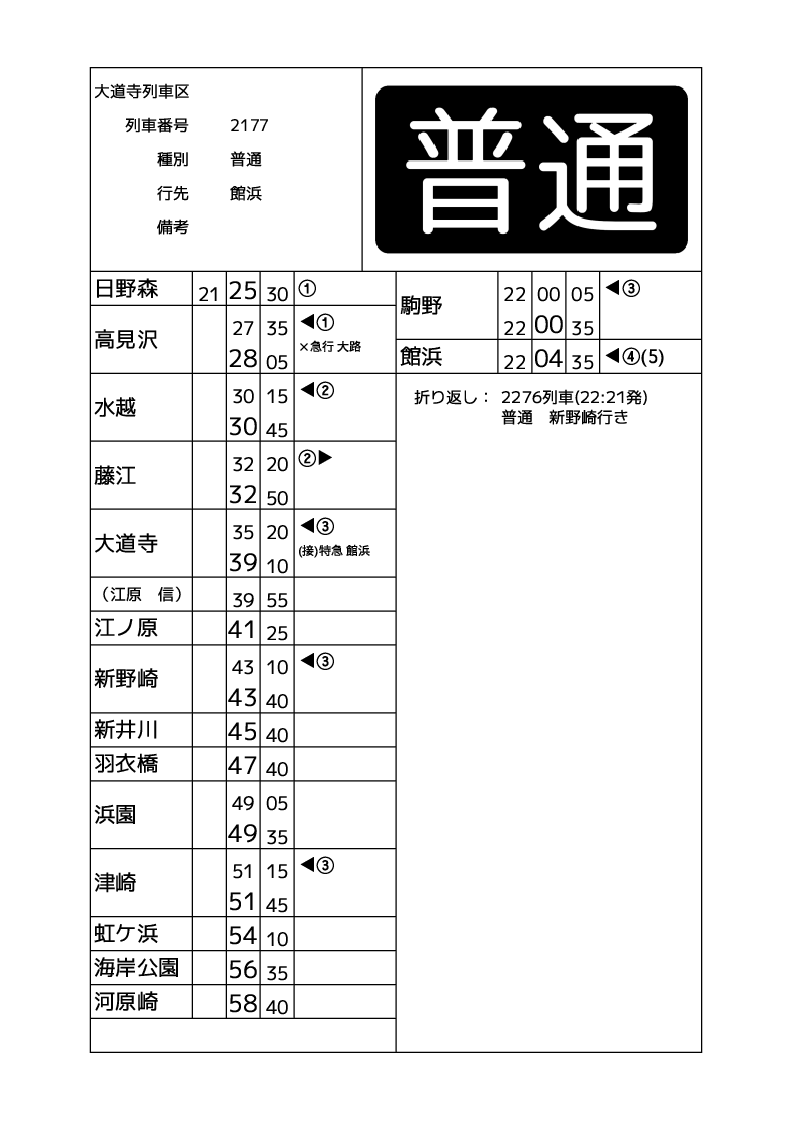 大道寺列車区
列車番号 2177
種別 普通
行先 館浜
備考
普通
日野森 21 25 30 ①
高見沢 27 35 ◀①
28 05 ×急行 大路
水越 30 15 ◀②
30 45
藤江 32 20 ②▶
32 50
大道寺 35 20 ◀③
39 10 (接)特急 館浜
（江原　信） 39 55
江ノ原 41 25
新野崎 43 10 ◀③
43 40
新井川 45 40
羽衣橋 47 40
浜園 49 05
49 35
津崎 51 15 ◀③
51 45
虹ケ浜 54 10
海岸公園 56 35
河原崎 58 40
駒野 22 00 05 ◀③
22 00 35
館浜 22 04 35 ◀④(5)
折り返し： 2276列車(22:21発)
普通　新野崎行き